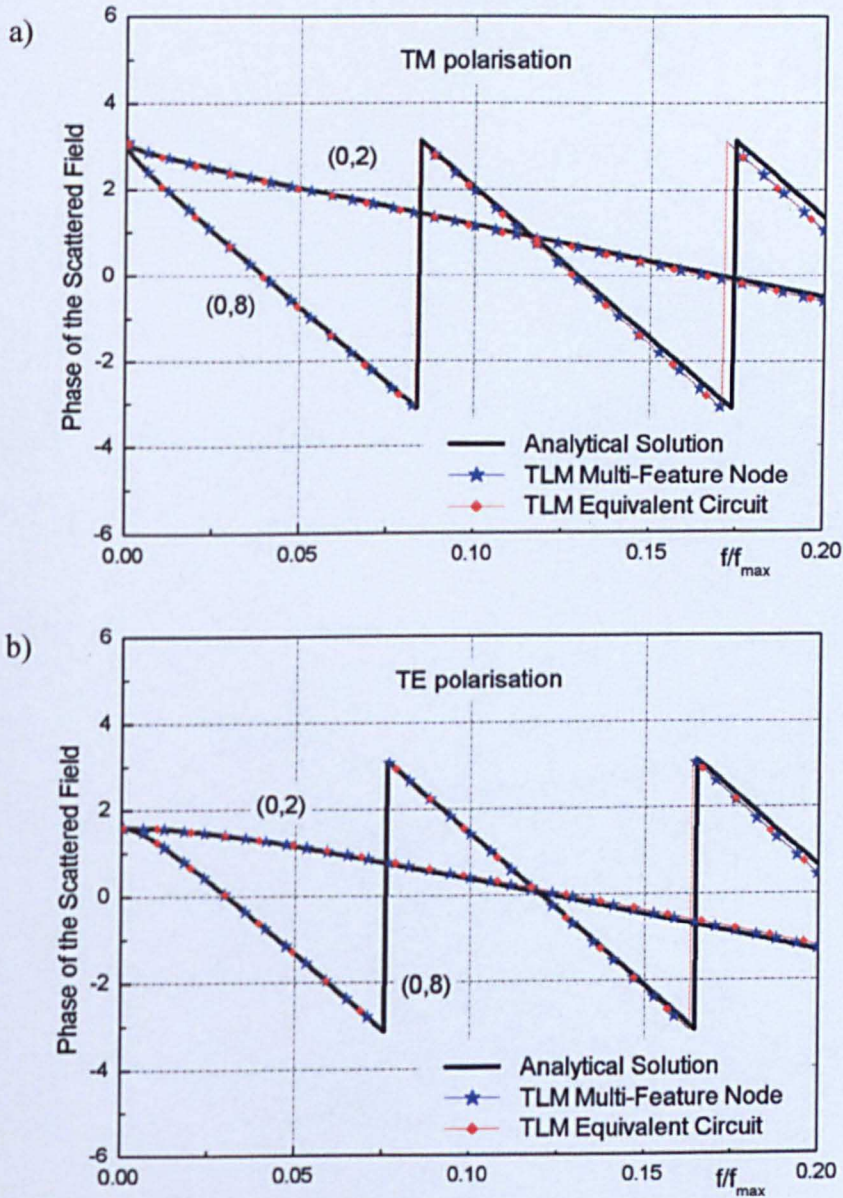 a)
TM polarisation
Phase of the Scattered Field
6
4
2
0
-2
-4
-6
(0,2)
(0,8)
Analytical Solution
TLM Multi-Feature Node
TLM Equivalent Circuit
0.00
0.05
0.10
0.15
f/fmax
0.20
b)
TE polarisation
Phase of the Scattered Field
6
4
2
0
-2
-4
-6
(0,2)
(0,8)
Analytical Solution
TLM Multi-Feature Node
TLM Equivalent Circuit
0.00
0.05
0.10
0.15
f/fmax
0.20